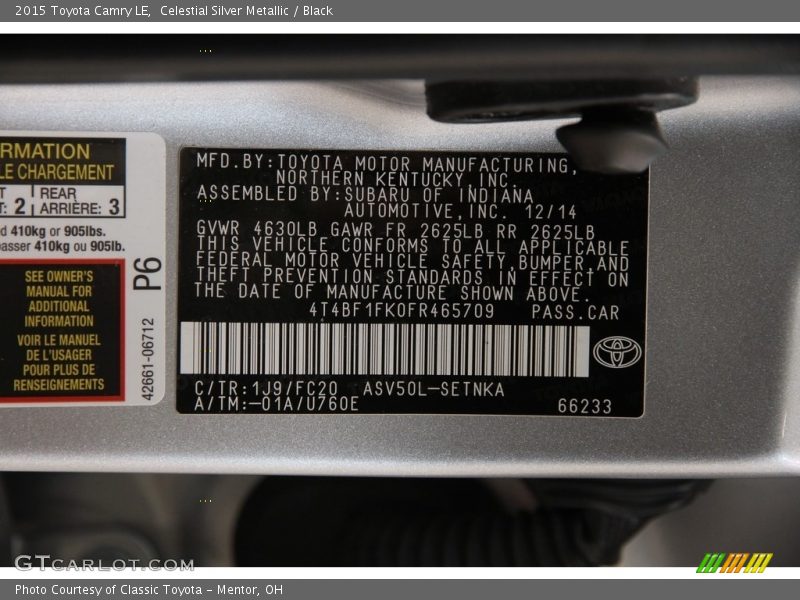 2015 Toyota Camry LE, Celestial Silver Metallic / Black
RMATION
LE CHARGEMENT
T: 2 REAR
ARRIÈRE: 3
410kg or 905lbs.
410kg ou 905lb.
SEE OWNER'S
MANUAL FOR
ADDITIONAL
INFORMATION
VOIR LE MANUEL
DE L'USAGER
POUR PLUS DE
RENSEIGNEMENTS
P6
42661-06712
MFD.BY:TOYOTA MOTOR MANUFACTURING,
NORTHERN KENTUCKY INC.
ASSEMBLED BY:SUBARU OF INDIANA
AUTOMOTIVE,INC. 12/14
GVWR 4630LB GAWR FR 2625LB RR 2625LB
THIS VEHICLE CONFORMS TO ALL APPLICABLE
FEDERAL MOTOR VEHICLE SAFETY,BUMPER,AND
THEFT PREVENTION STANDARDS IN EFFECT ON
THE DATE OF MANUFACTURE SHOWN ABOVE.
4T4BF1FK0FR465709 PASS.CAR
C/TR:1J9/FC20 ASV50L-SETNKA
A/TM:-01A/U760E 66233
GTCARLOT.COM
Photo Courtesy of Classic Toyota - Mentor, OH